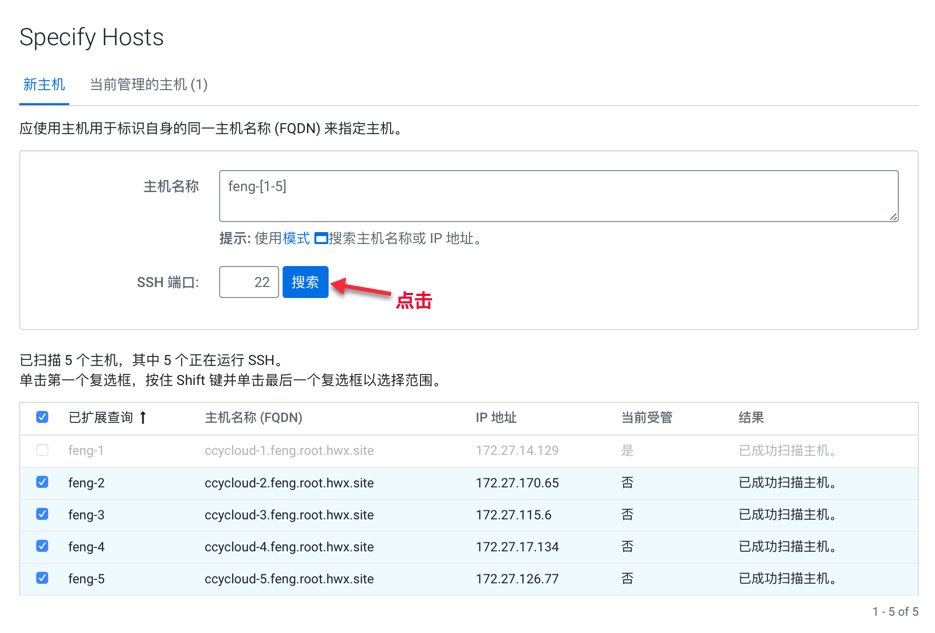 Specify Hosts
新主机 当前管理的主机 (1)
应使用主机用于标识自身的同一主机名称 (FQDN) 来指定主机。
主机名称 feng-[1-5]
提示: 使用模式 搜索主机名称或 IP 地址。
SSH 端口: 22 搜索
点击
已扫描 5 个主机，其中 5 个正在运行 SSH。
单击第一个复选框，按住 Shift 键并单击最后一个复选框以选择范围。
已扩展查询 ↑ 主机名称 (FQDN) IP 地址 当前受管 结果
feng-1 ccycloud-1.feng.root.hwx.site 172.27.14.129 是 已成功扫描主机。
feng-2 ccycloud-2.feng.root.hwx.site 172.27.170.65 否 已成功扫描主机。
feng-3 ccycloud-3.feng.root.hwx.site 172.27.115.6 否 已成功扫描主机。
feng-4 ccycloud-4.feng.root.hwx.site 172.27.17.134 否 已成功扫描主机。
feng-5 ccycloud-5.feng.root.hwx.site 172.27.126.77 否 已成功扫描主机。
1 - 5 of 5